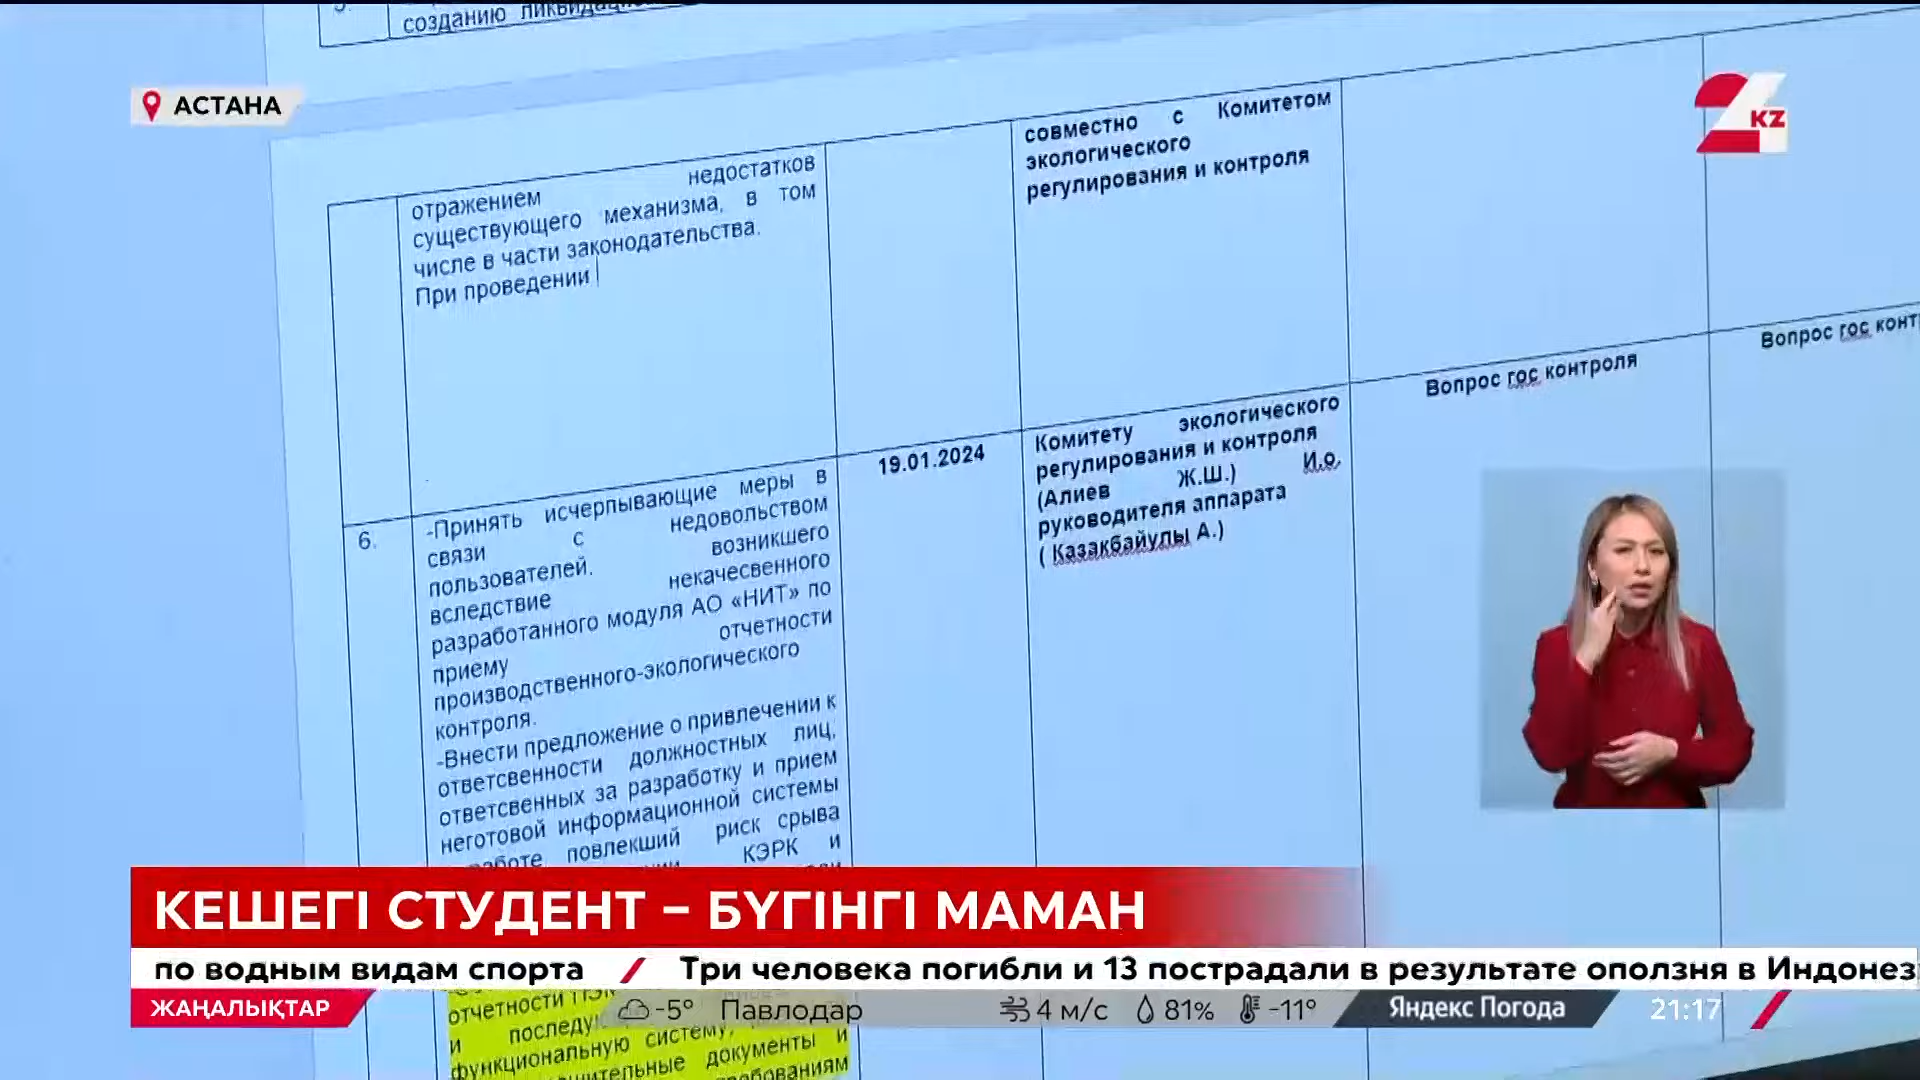 созданию
АСТАНА
KZ
отражением недостатков
существующего механизма, в том
числе в части законодательства.
При проведении
совместно с Комитетом
экологического
регулирования и контроля
6.
-Принять исчерпывающие меры в
связи с недовольством
пользователей, возникшего
вследствие некачесвенного
разработанного модуля АО «НИТ» по
приему отчетности
производственного-экологического
контроля.
-Внести предложение о привлечении к
ответсвенности должностных лиц,
ответсвенных за разработку и прием
неготовой информационной системы
повлекший риск срыва
КЭРК и
19.01.2024
Комитету экологического
регулирования и контроля
(Алиев Ж.Ш.) И.о.
руководителя аппарата
( Казакбайулы А.)
Вопрос гос контроля
Вопрос гос
КЕШЕГІ СТУДЕНТ – БҮГІНГІ МАМАН
по водным видам спорта / Три человека погибли и 13 пострадали в результате оползня в
ЖАҢАЛЫҚТАР
-5° Павлодар 4 м/с 81% -11° Яндекс Погода 21:17
отчетности
и
функциональную систему,
документы и